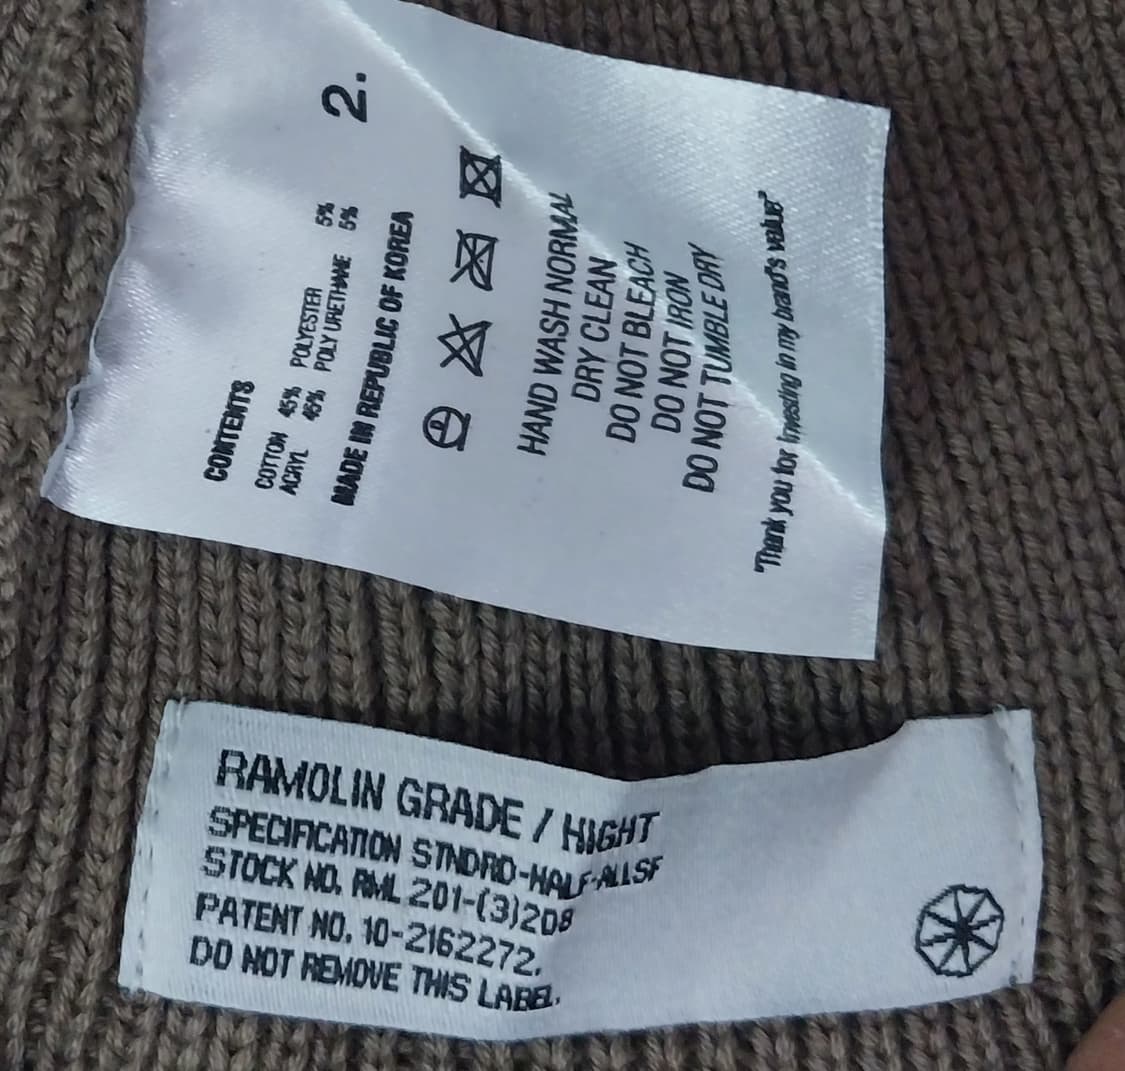 2.
CONTENTS
COTTON 45% POLYESTER 5%
ACRYL 45% POLY URETHANE 5%
MADE IN REPUBLIC OF KOREA
HAND WASH NORMAL
DRY CLEAN
DO NOT BLEACH
DO NOT IRON
DO NOT TUMBLE DRY
"Thank you for Investing in my brand's value"
RAMOLIN GRADE / HIGHT
SPECIFICATION STNDRD-HALF-ALLSF
STOCK NO. RML 201-(3)208
PATENT NO. 10-2162272.
DO NOT REMOVE THIS LABEL.